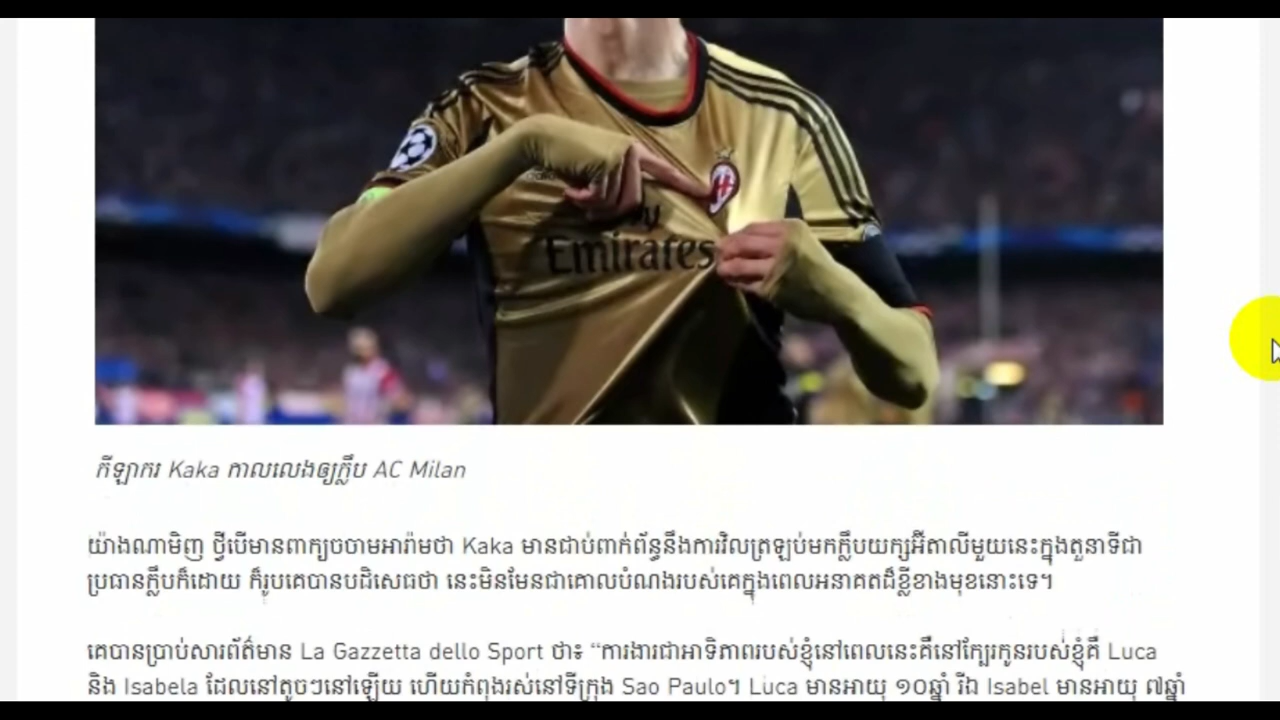 Fly
Emirates
កីឡាករ Kaka កាលលេងឲ្យក្លឹប AC Milan
យ៉ាងណាមិញ ថ្វីបើមានពាក្យចចាមអារ៉ាមថា Kaka មានជាប់ពាក់ព័ន្ធនឹងការវិលត្រឡប់មកក្លឹបយក្សអ៊ីតាលីមួយនេះក្នុងតួនាទីជា
ប្រធានក្លឹបក៏ដោយ ក៏រូបគេបានបដិសេធថា នេះមិនមែនជាគោលបំណងរបស់គេក្នុងពេលអនាគតដ៏ខ្លីខាងមុខនោះទេ។
គេបានប្រាប់សារព័ត៌មាន La Gazzetta dello Sport ថា៖ “ការងារជាអាទិភាពរបស់ខ្ញុំនៅពេលនេះគឺនៅក្បែរកូនរបស់ខ្ញុំគឺ Luca
និង Isabela ដែលនៅតូចៗនៅឡើយ ហើយកំពុងរស់នៅទីក្រុង Sao Paulo។ Luca មានអាយុ ១០ឆ្នាំ រីឯ Isabel មានអាយុ ៧ឆ្នាំ